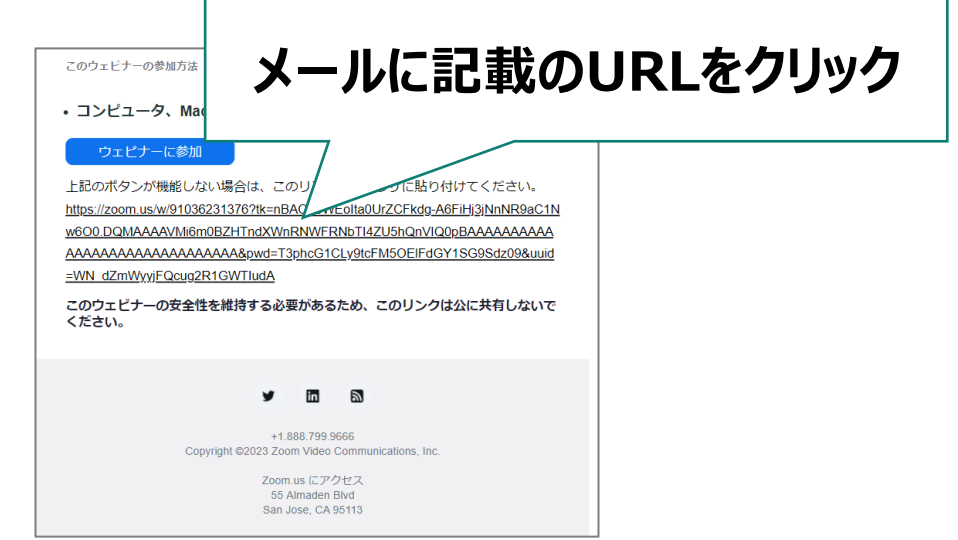 メールに記載のURLをクリック
このウェビナーの参加方法
• コンピュータ、Mac
ウェビナーに参加
上記のボタンが機能しない場合は、このリ に貼り付けてください。
https://zoom.us/w/91036231376?tk=
EoIta0UrZCFkdg-A6FiHj3jNnNR9aC1N
w6O0.DQMAAAAVMi6m0BZHTndXWnRNWFRNbTI4ZU5hQnVIQ0pBAAAAAAAAAA
AAAAAAAAAAAAAAAAAAAA&pwd=T3phcG1CLy9tcFM5OEIFdGY1SG9Sdz09&uuid
=WN_dZmWyyjFQcug2R1GWTIudA
このウェビナーの安全性を維持する必要があるため、このリンクは公に共有しないで
ください。
+1.888.799.9666
Copyright ©2023 Zoom Video Communications, Inc.
Zoom.us にアクセス
55 Almaden Blvd
San Jose, CA 95113